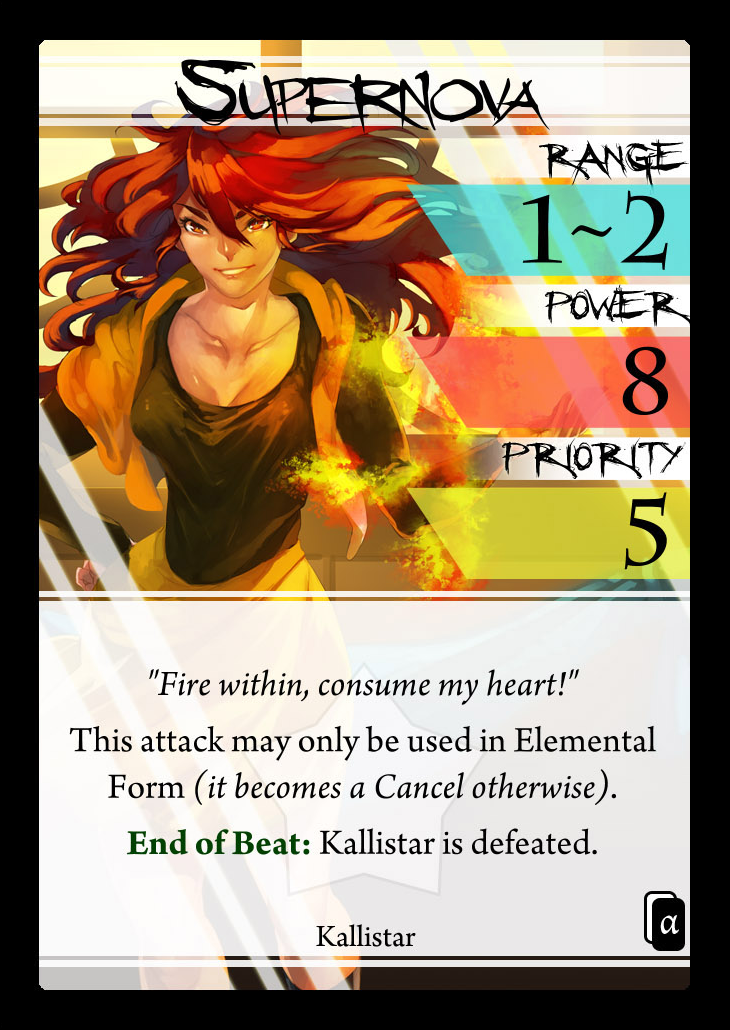 Supernova
Range
1~2
Power
8
Priority
5
"Fire within, consume my heart!"
This attack may only be used in Elemental
Form (it becomes a Cancel otherwise).
End of Beat: Kallistar is defeated.
α
Kallistar